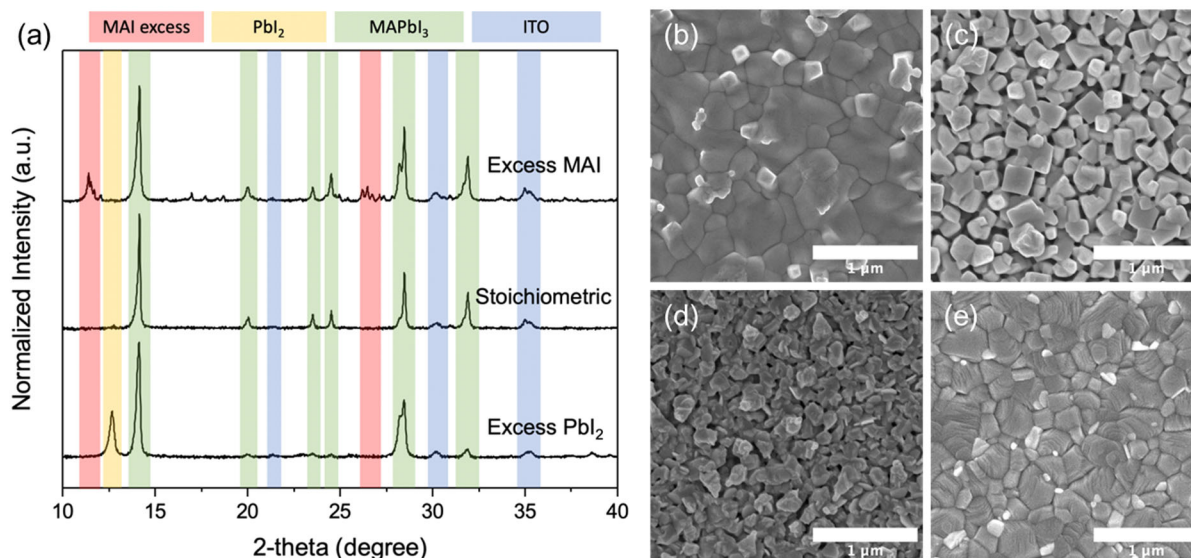 (a)
MAI excess PbI₂ MAPbI₃ ITO
Normalized Intensity (a.u.)
Excess MAI
Stoichiometric
Excess PbI₂
10 15 20 25 30 35 40
2-theta (degree)
(b)
1 µm
(c)
1 µm
(d)
1 µm
(e)
1 µm